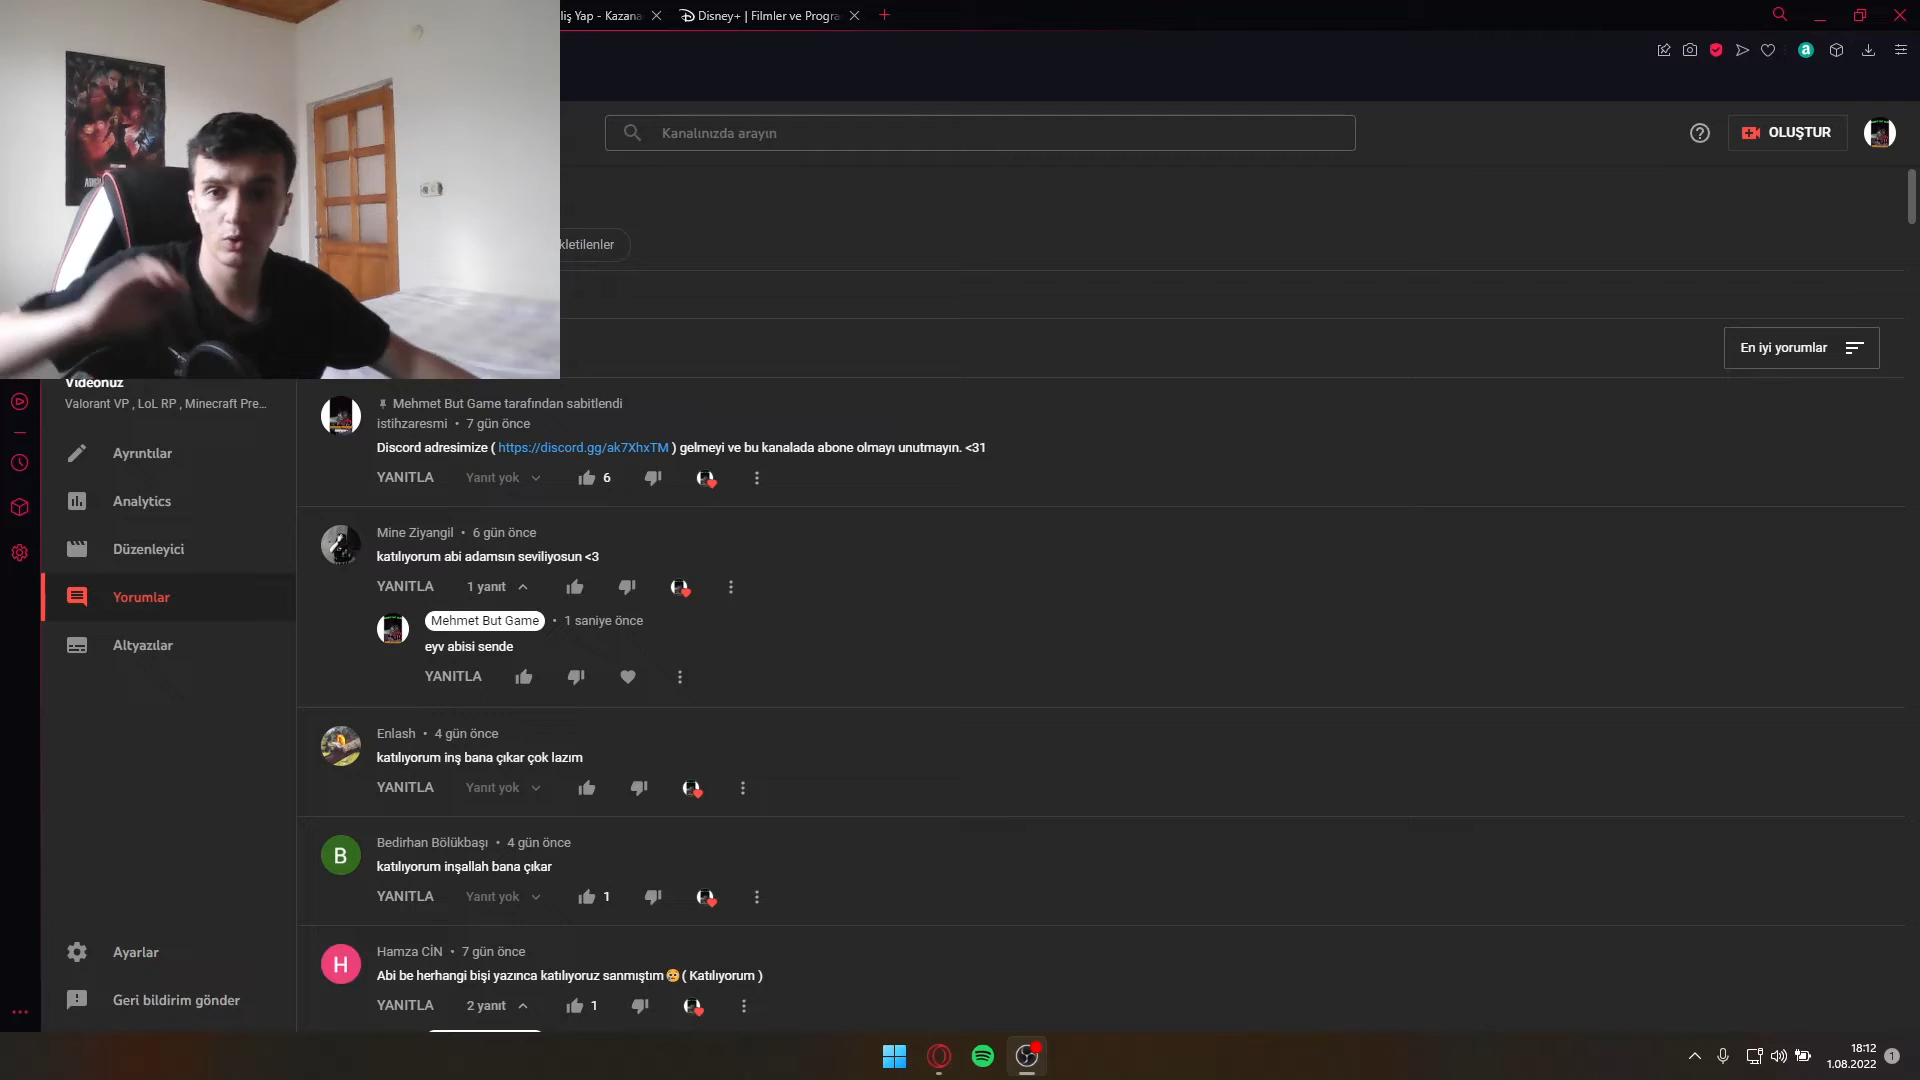 liş Yap - Kazana
Disney+ | Filmler ve Progra
Kanalınızda arayın
OLUŞTUR
kletilenler
En iyi yorumlar
Videonuz
Valorant VP , LoL RP , Minecraft Pre...
Ayrıntılar
Analytics
Düzenleyici
Yorumlar
Altyazılar
Ayarlar
Geri bildirim gönder
Mehmet But Game tarafından sabitlendi
istihzaresmi • 7 gün önce
Discord adresimize ( https://discord.gg/ak7XhxTM ) gelmeyi ve bu kanalada abone olmayı unutmayın. <31
YANITLA Yanıt yok 6
Mine Ziyangil • 6 gün önce
katılıyorum abi adamsın seviliyosun <3
YANITLA 1 yanıt
Mehmet But Game • 1 saniye önce
eyv abisi sende
YANITLA
Enlash • 4 gün önce
katılıyorum inş bana çıkar çok lazım
YANITLA Yanıt yok
B
Bedirhan Bölükbaşı • 4 gün önce
katılıyorum inşallah bana çıkar
YANITLA Yanıt yok 1
H
Hamza CİN • 7 gün önce
Abi be herhangi bişi yazınca katılıyoruz sanmıştım😢( Katılıyorum )
YANITLA 2 yanıt 1
18:12
1.08.2022
1